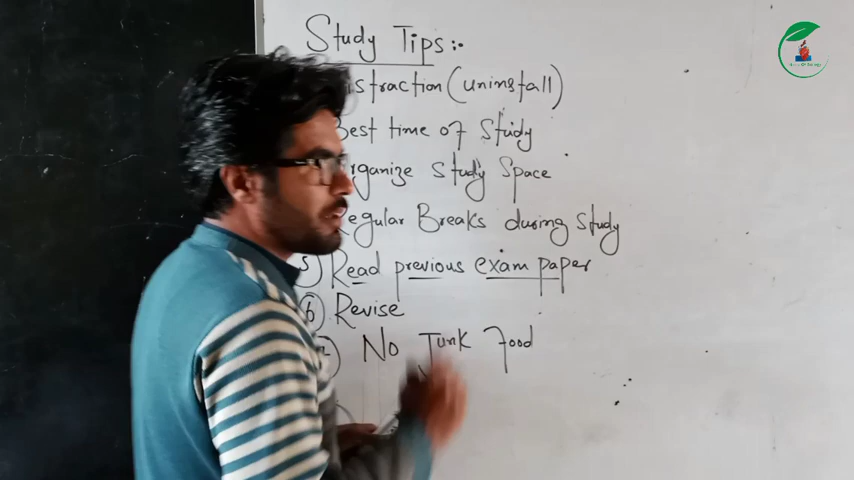 Study Tips:-
istraction (uninstall)
Best time of Study
rganize Study Space
Regular Breaks during study
5) Read previous exam paper
6) Revise
No Junk Food